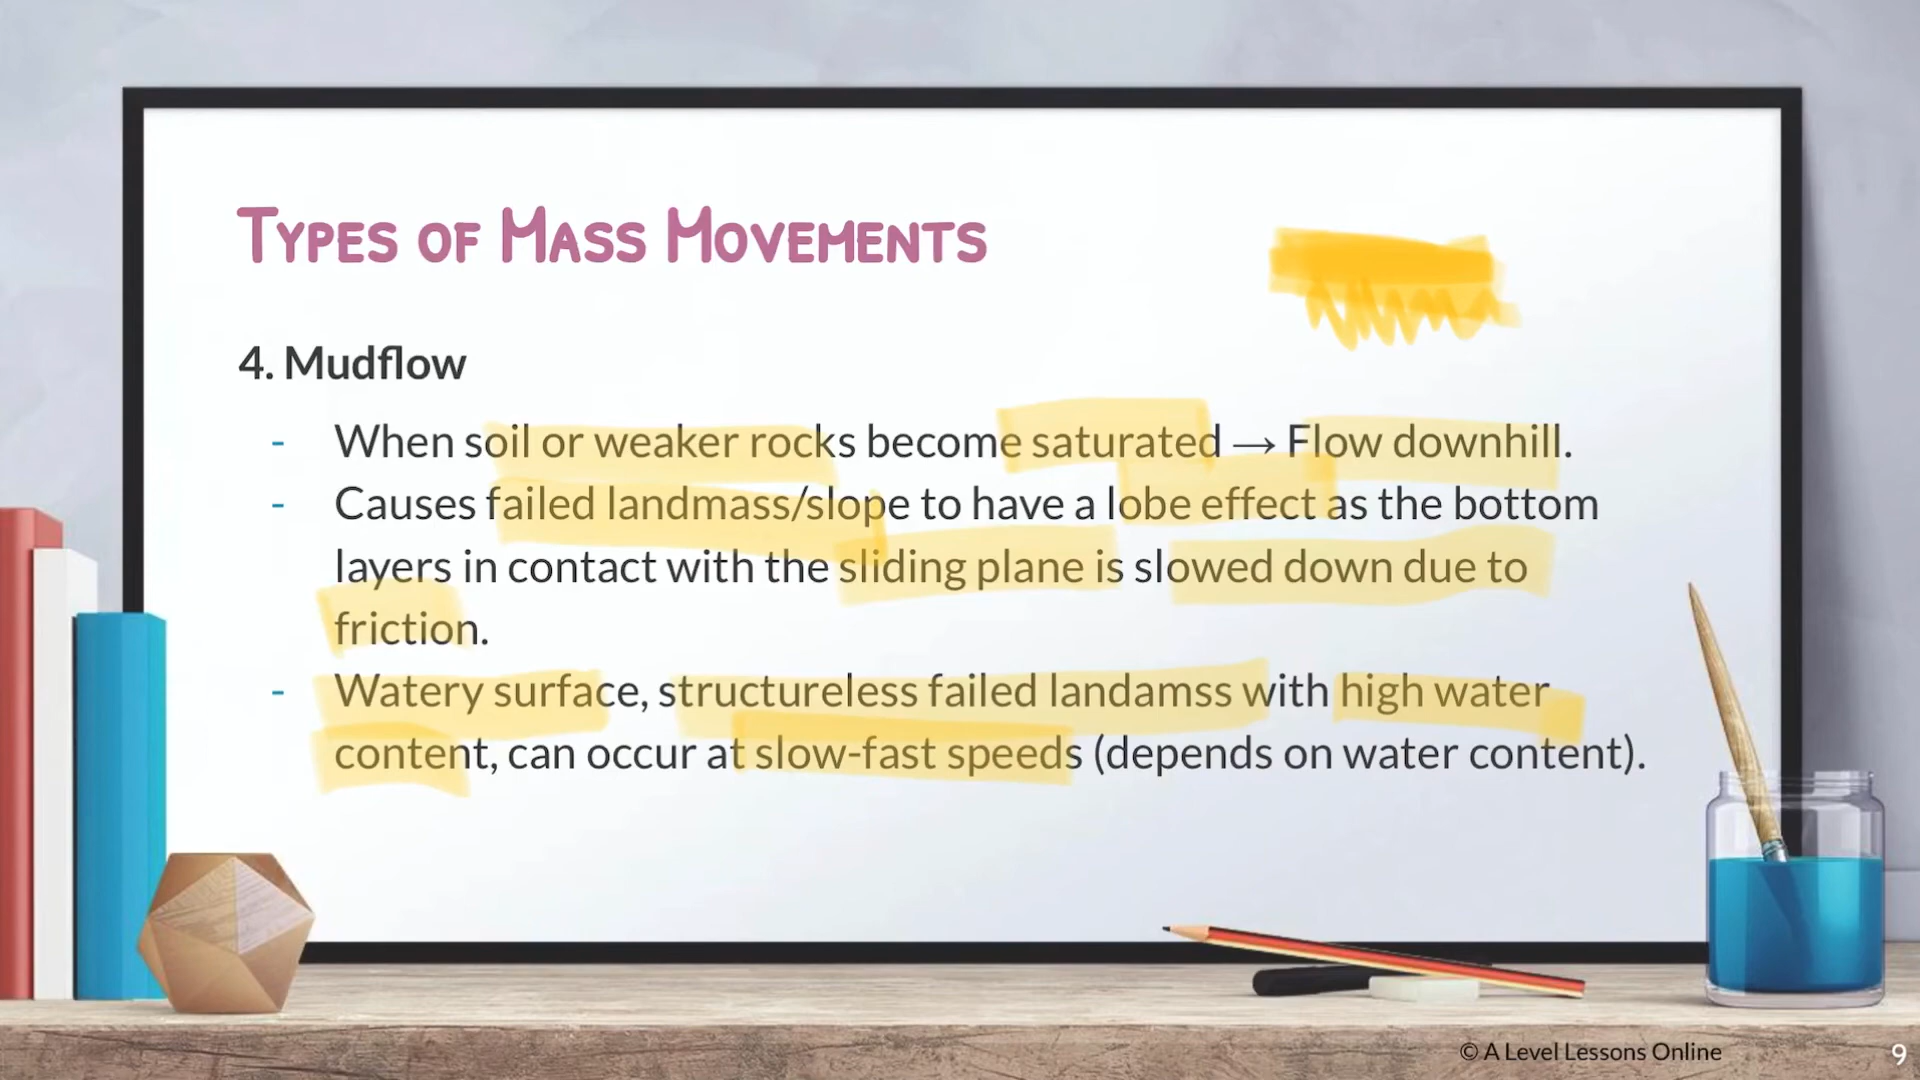 Types of Mass Movements
4. Mudflow
- When soil or weaker rocks become saturated → Flow downhill.
- Causes failed landmass/slope to have a lobe effect as the bottom
layers in contact with the sliding plane is slowed down due to
friction.
- Watery surface, structureless failed landamss with high water
content, can occur at slow-fast speeds (depends on water content).
© A Level Lessons Online
9